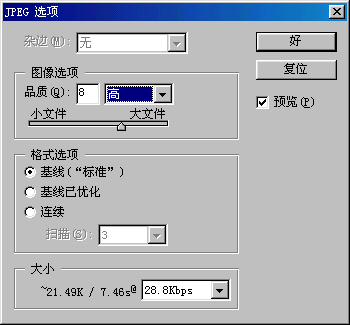 JPEG 选项
杂边(M): 无
好
图像选项
复位
品质(Q): 8 高
预览(P)
小文件 大文件
格式选项
基线(“标准”)
基线已优化
连续
扫描(S): 3
大小
~21.49K / 7.46s@ 28.8Kbps